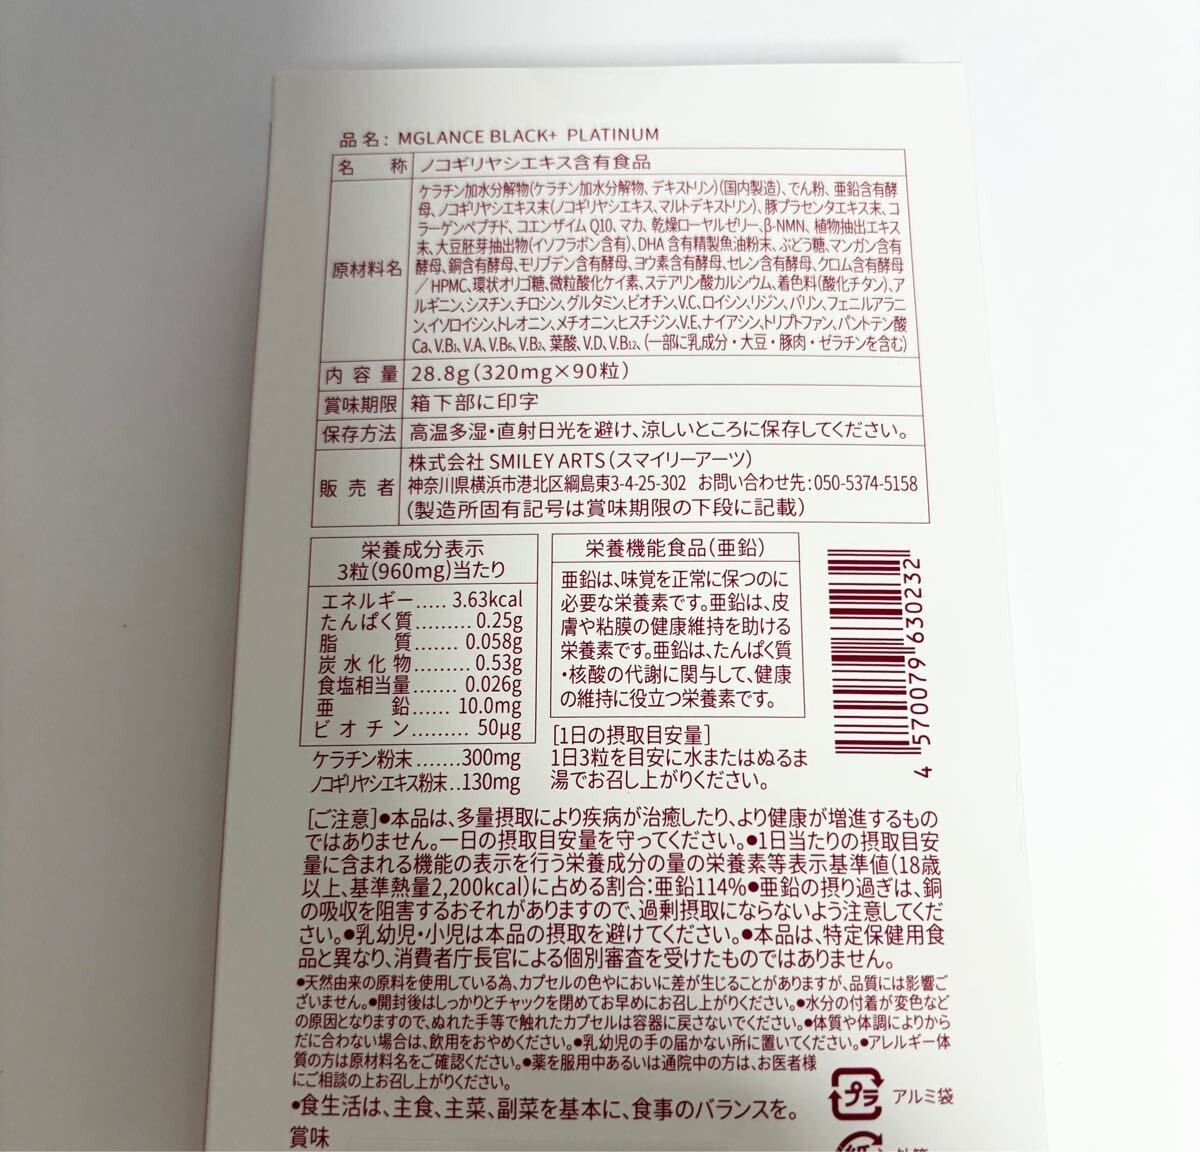 品名: MGLANCE BLACK+ PLATINUM
名称 ノコギリヤシエキス含有食品
原材料名
ケラチン加水分解物(ケラチン加水分解物、デキストリン)(国内製造)、でん粉、亜鉛含有酵
母、ノコギリヤシエキス末(ノコギリヤシエキス、マルトデキストリン)、豚プラセンタエキス末、コ
ラーゲンペプチド、コエンザイムQ10、マカ、乾燥ローヤルゼリー、β-NMN、植物抽出エキス
末、大豆胚芽抽出物(イソフラボン含有)、DHA含有精製魚油粉末、ぶどう糖、マンガン含有
酵母、銅含有酵母、モリブデン含有酵母、ヨウ素含有酵母、セレン含有酵母、クロム含有酵母
/HPMC、環状オリゴ糖、微粒酸化ケイ素、ステアリン酸カルシウム、着色料(酸化チタン)、ア
ルギニン、シスチン、チロシン、グルタミン、ビオチン、V.C、ロイシン、リジン、バリン、フェニルアラニ
ン、イソロイシン、トレオニン、メチオニン、ヒスチジン、V.E、ナイアシン、トリプトファン、パントテン酸
Ca、V.B₁、V.A、V.B₆、V.B₂、葉酸、V.D、V.B₁₂、(一部に乳成分・大豆・豚肉・ゼラチンを含む)
内容量 28.8g(320mg×90粒)
賞味期限 箱下部に印字
保存方法 高温多湿・直射日光を避け、涼しいところに保存してください。
販売者
株式会社 SMILEY ARTS(スマイリーアーツ)
神奈川県横浜市港北区綱島東3-4-25-302 お問い合わせ先:050-5374-5158
(製造所固有記号は賞味期限の下段に記載)
栄養成分表示
3粒(960mg)当たり
エネルギー..... 3.63kcal
たんぱく質......... 0.25g
脂質....... 0.058g
炭水化物......... 0.53g
食塩相当量....... 0.026g
亜鉛...... 10.0mg
ビオチン......... 50μg
ケラチン粉末.......300mg
ノコギリヤシエキス粉末..130mg
栄養機能食品(亜鉛)
亜鉛は、味覚を正常に保つのに
必要な栄養素です。亜鉛は、皮
膚や粘膜の健康維持を助ける
栄養素です。亜鉛は、たんぱく質
・核酸の代謝に関与して、健康
の維持に役立つ栄養素です。
[1日の摂取目安量]
1日3粒を目安に水またはぬるま
湯でお召し上がりください。
4 570079 630232
[ご注意]●本品は、多量摂取により疾病が治癒したり、より健康が増進するもの
ではありません。一日の摂取目安量を守ってください。●1日当たりの摂取目安
量に含まれる機能の表示を行う栄養成分の量の栄養素等表示基準値(18歳
以上、基準熱量2,200kcal)に占める割合:亜鉛114%●亜鉛の摂り過ぎは、銅
の吸収を阻害するおそれがありますので、過剰摂取にならないよう注意してくだ
さい。●乳幼児・小児は本品の摂取を避けてください。●本品は、特定保健用食
品と異なり、消費者庁長官による個別審査を受けたものではありません。
●天然由来の原料を使用している為、カプセルの色やにおいに差が生じることがありますが、品質には影響ご
ざいません。●開封後はしっかりとチャックを閉めてお早めにお召し上がりください。●水分の付着が変色など
の原因となりますので、ぬれた手等で触れたカプセルは容器に戻さないでください。●体質や体調によりから
だに合わない場合は、飲用をおやめください。●乳幼児の手の届かない所に置いてください。●アレルギー体
質の方は原材料名をご確認ください。●薬を服用中あるいは通院中の方は、お医者様
にご相談の上お召し上がりください。
●食生活は、主食、主菜、副菜を基本に、食事のバランスを。
プラ アルミ袋
賞味